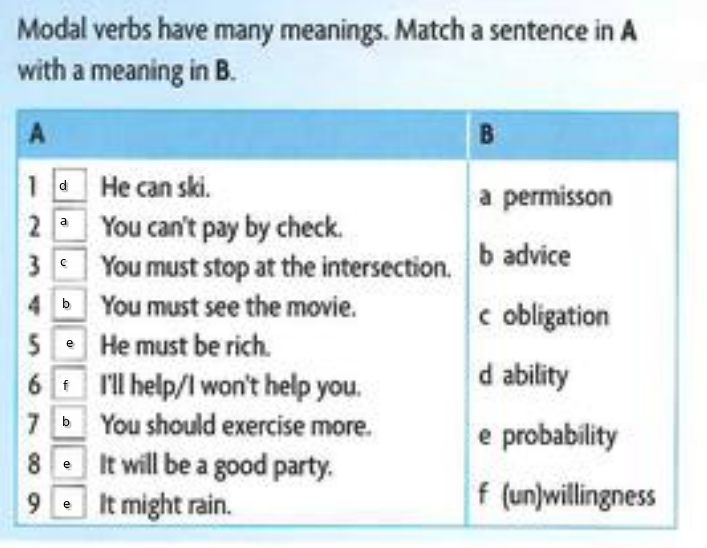 Modal verbs have many meanings. Match a sentence in A
with a meaning in B.
A
B
1 d He can ski.
2 a You can't pay by check.
3 c You must stop at the intersection.
4 b You must see the movie.
5 e He must be rich.
6 f I'll help/I won't help you.
7 b You should exercise more.
8 e It will be a good party.
9 e It might rain.
a permisson
b advice
c obligation
d ability
e probability
f (un)willingness